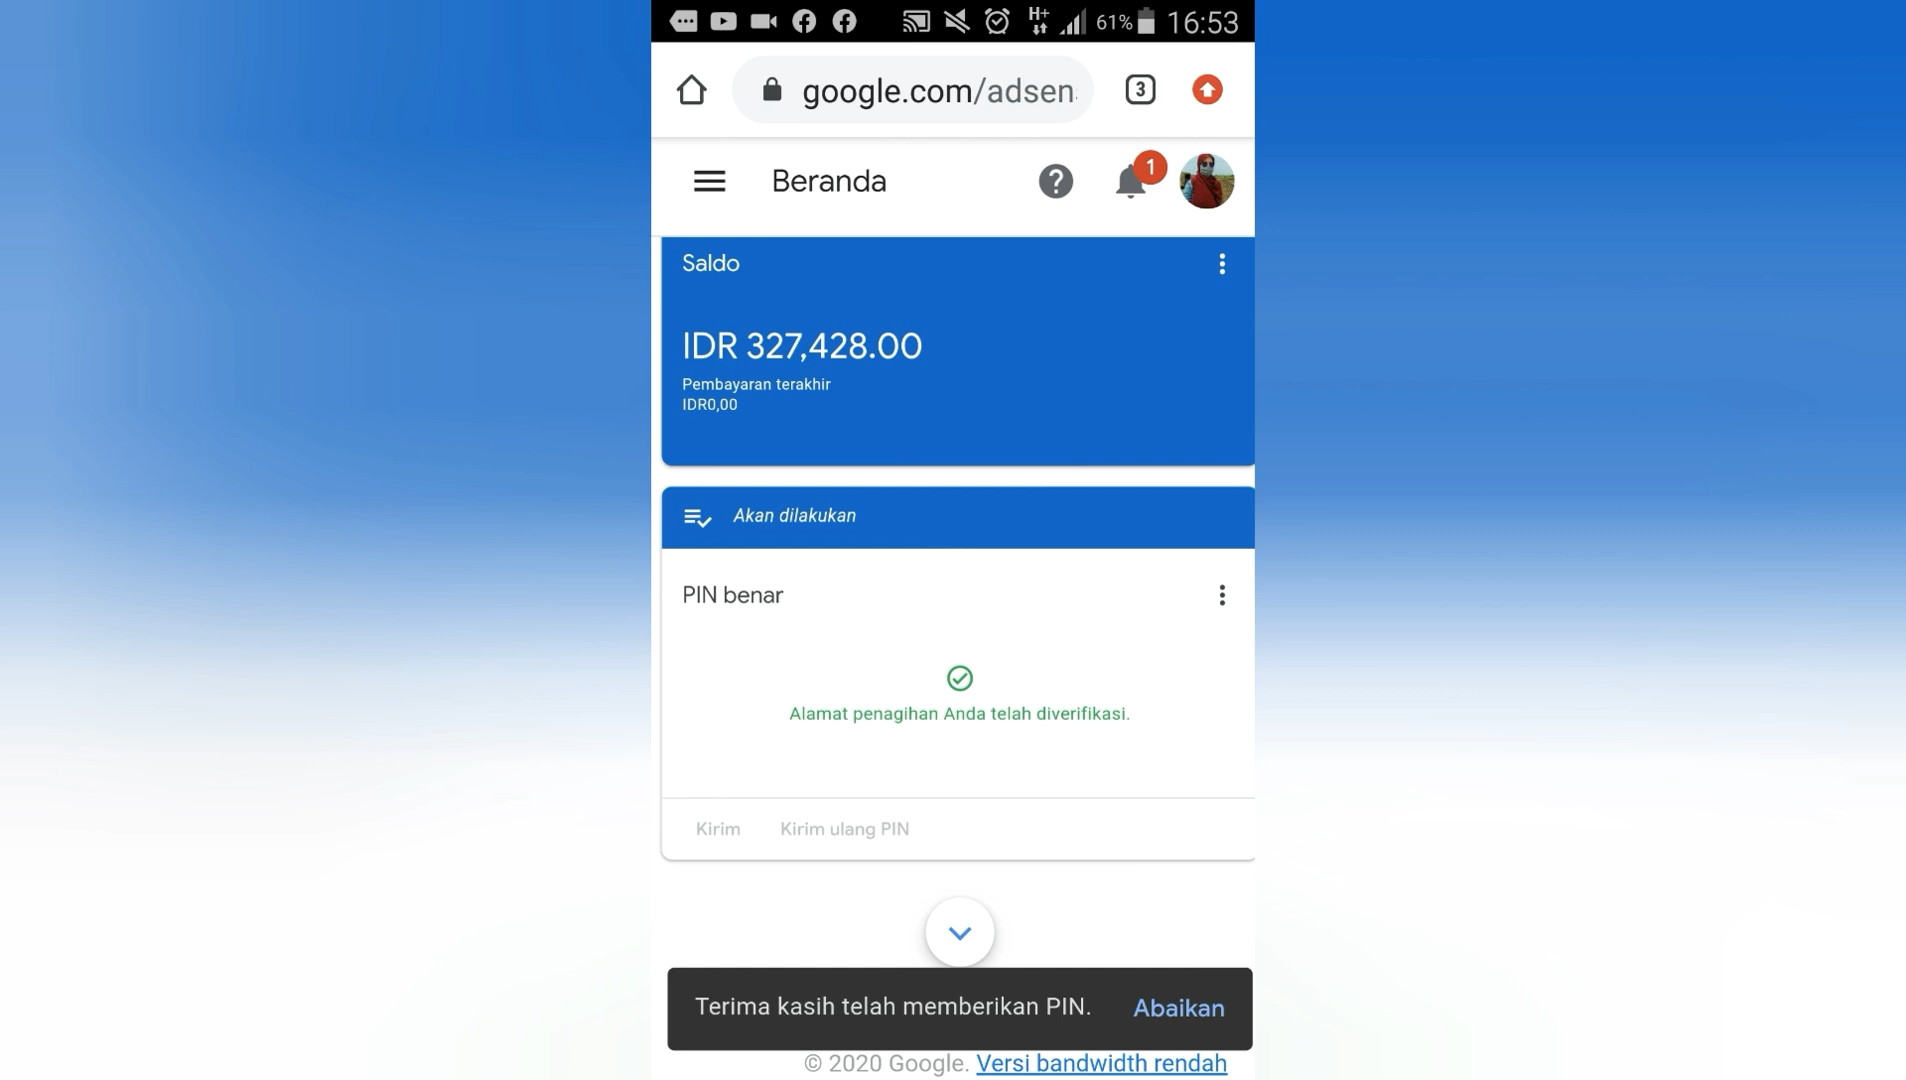 H+ 61% 16:53
google.com/adsen
3
Beranda
1
Saldo
IDR 327,428.00
Pembayaran terakhir
IDR0,00
Akan dilakukan
PIN benar
Alamat penagihan Anda telah diverifikasi.
Kirim Kirim ulang PIN
Terima kasih telah memberikan PIN. Abaikan
© 2020 Google. Versi bandwidth rendah